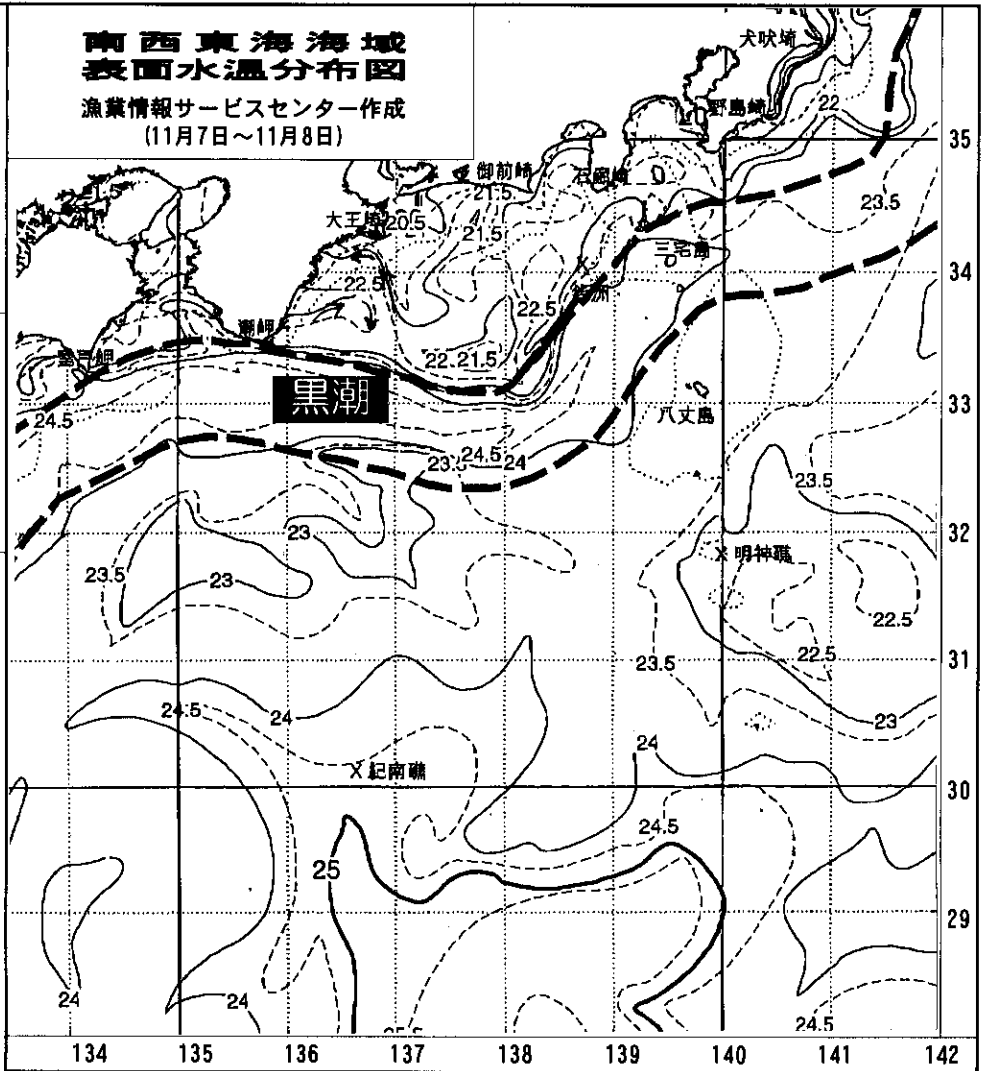 南西東海海域
表面水温分布図
漁業情報サービスセンター作成
(11月7日～11月8日)
犬吠埼
野島崎
22
35
御前崎
石廊崎
21.5
大王埼
20.5
23.5
21.5
三宅島
34
22.5
22.5
潮岬
22 21.5
室戸岬
黒潮
八丈島
33
24.5
24.5
24
23.5
23
32
X 明神礁
23.5
23
22.5
22.5
31
23.5
24.5
24
23
24
X 紀南礁
30
24.5
25
29
24
24
24.5
134 135 136 137 138 139 140 141 142